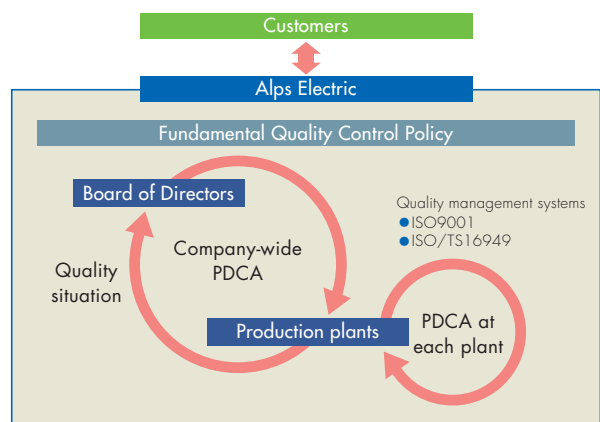 Customers
Alps Electric
Fundamental Quality Control Policy
Board of Directors
Quality management systems
●ISO9001
●ISO/TS16949
Company-wide
PDCA
Quality
situation
Production plants
PDCA at
each plant